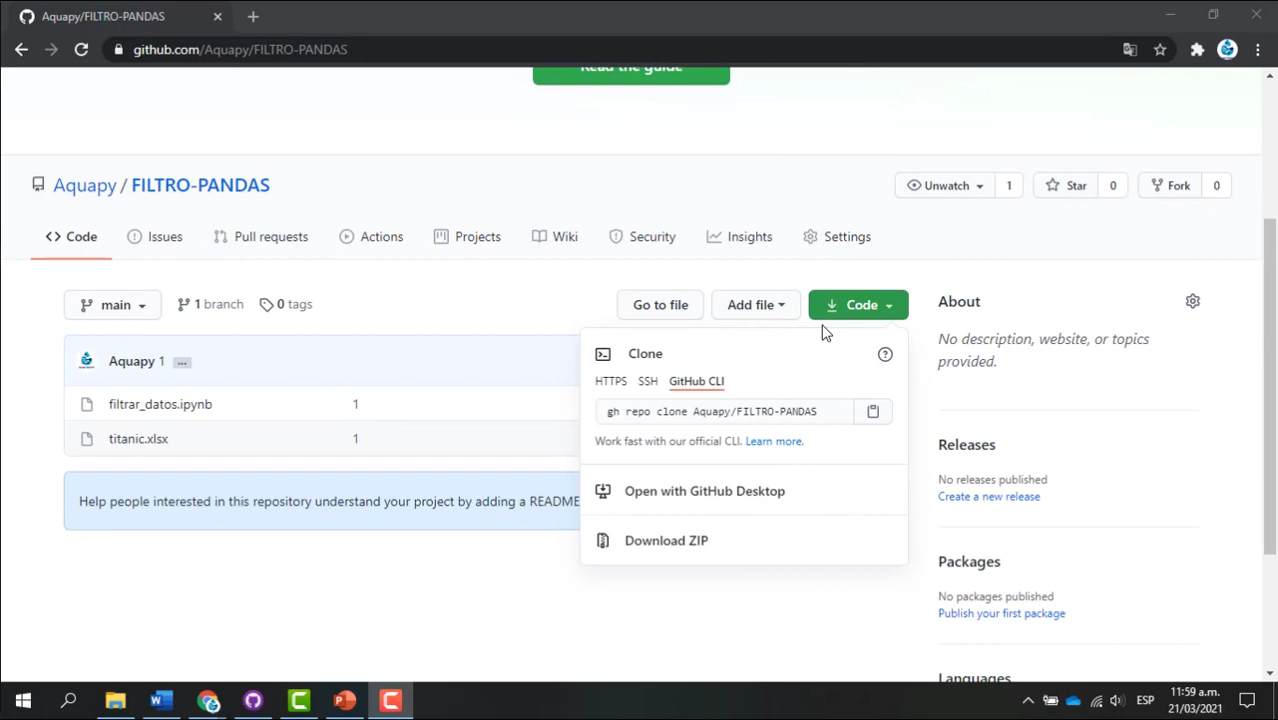 Aquapy/FILTRO-PANDAS
github.com/Aquapy/FILTRO-PANDAS
Read the guide
Aquapy / FILTRO-PANDAS
Unwatch 1
Star 0
Fork 0
Code
Issues
Pull requests
Actions
Projects
Wiki
Security
Insights
Settings
main
1 branch
0 tags
Go to file
Add file
Code
Aquapy 1 ...
filtrar_datos.ipynb 1
titanic.xlsx 1
Help people interested in this repository understand your project by adding a README
Clone
HTTPS SSH GitHub CLI
gh repo clone Aquapy/FILTRO-PANDAS
Work fast with our official CLI. Learn more.
Open with GitHub Desktop
Download ZIP
About
No description, website, or topics
provided.
Releases
No releases published
Create a new release
Packages
No packages published
Publish your first package
Languages
ESP
11:59 a.m.
21/03/2021